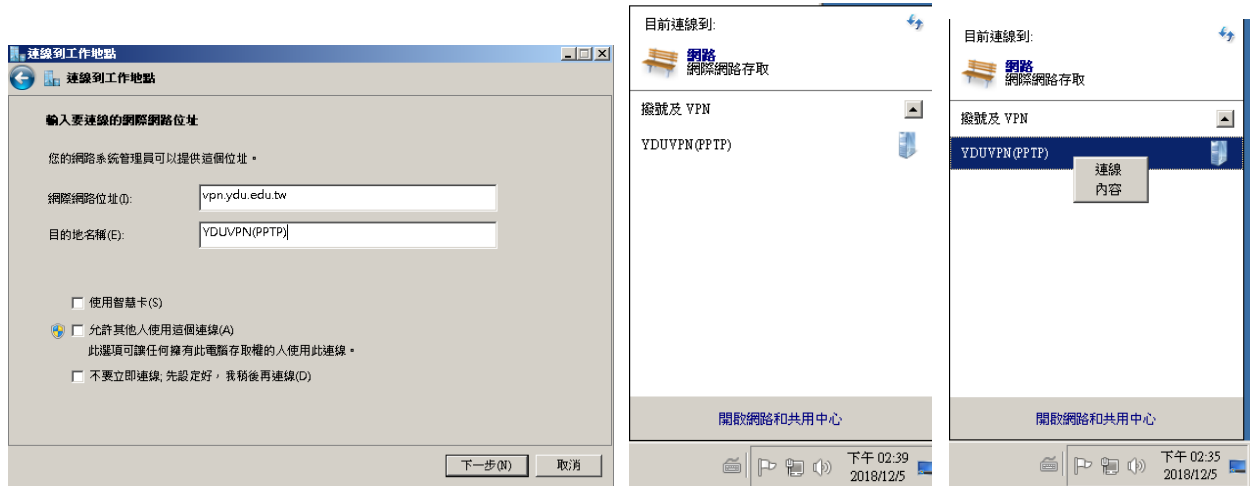 連線到工作地點
連線到工作地點
輸入要連線的網際網路位址
您的網路系統管理員可以提供這個位址。
網際網路位址(I):
vpn.ydu.edu.tw
目的地名稱(E):
YDUVPN(PPTP)
使用智慧卡(S)
允許其他人使用這個連線(A)
此選項可讓任何擁有此電腦存取權的人使用此連線。
不要立即連線; 先設定好，我稍後再連線(D)
下一步(N)
取消
目前連線到:
網路
網際網路存取
撥號及 VPN
YDUVPN(PPTP)
開啟網路和共用中心
下午 02:39
2018/12/5
目前連線到:
網路
網際網路存取
撥號及 VPN
YDUVPN(PPTP)
連線
內容
開啟網路和共用中心
下午 02:35
2018/12/5